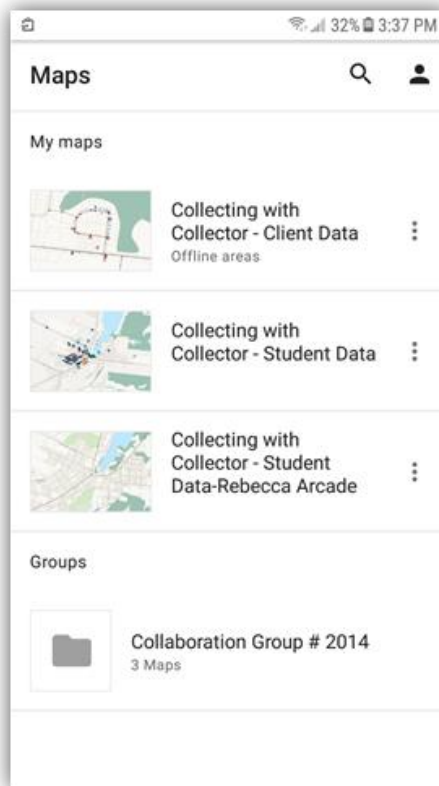 32% 3:37 PM
Maps
My maps
Collecting with
Collector - Client Data
Offline areas
Collecting with
Collector - Student Data
Collecting with
Collector - Student
Data-Rebecca Arcade
Groups
Collaboration Group # 2014
3 Maps